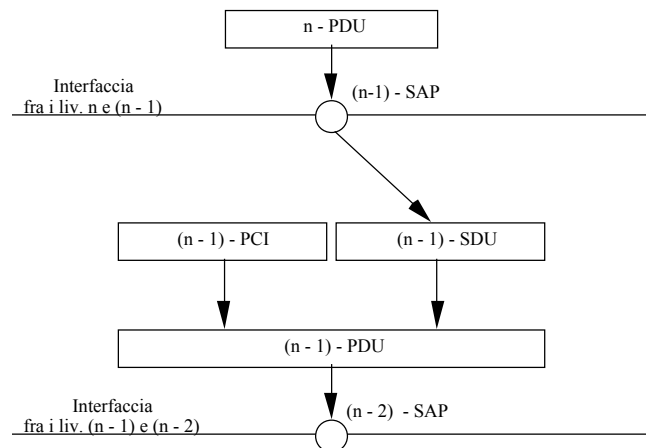 n - PDU
Interfaccia
fra i liv. n e (n - 1)
(n-1) - SAP
(n - 1) - PCI
(n - 1) - SDU
(n - 1) - PDU
Interfaccia
fra i liv. (n - 1) e (n - 2)
(n - 2) - SAP